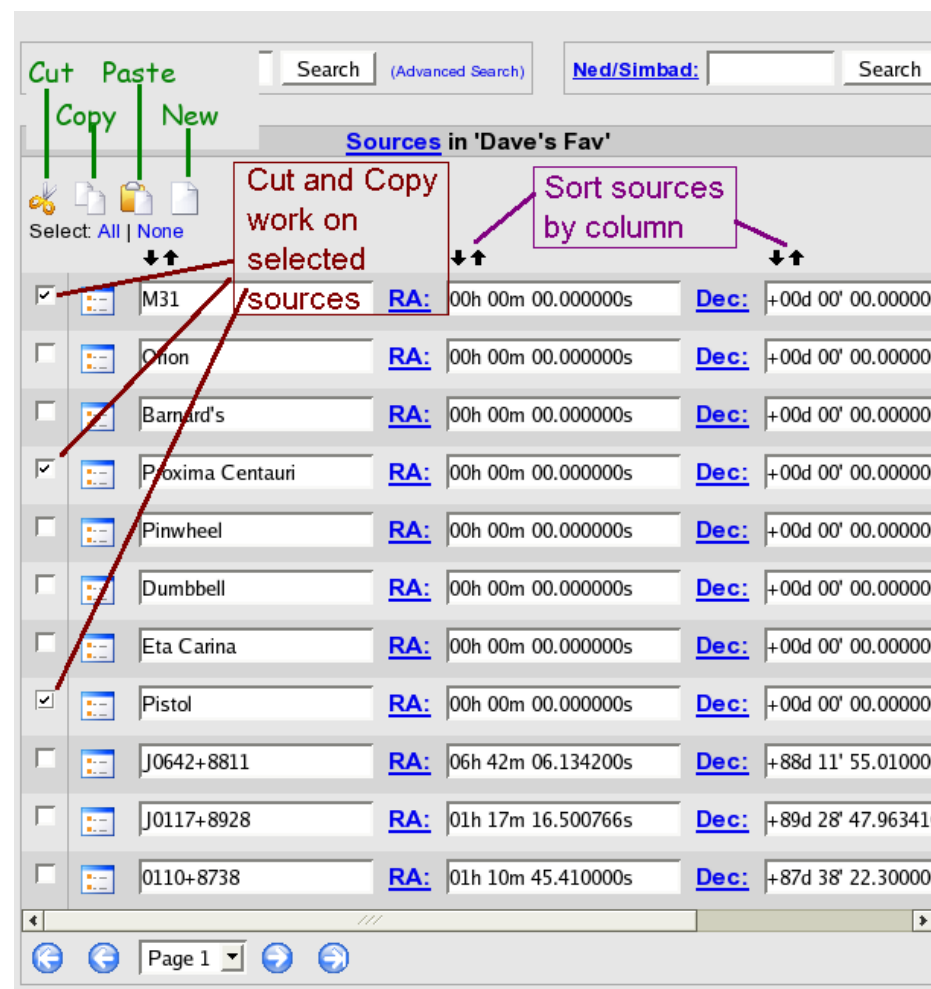 Cut Paste Search (Advanced Search) Ned/Simbad: Search
Copy New
Sources in 'Dave's Fav'
Cut and Copy
work on
selected
sources
Sort sources
by column
Select: All | None
M31 RA: 00h 00m 00.000000s Dec: +00d 00' 00.00000
Orion RA: 00h 00m 00.000000s Dec: +00d 00' 00.00000
Barnard's RA: 00h 00m 00.000000s Dec: +00d 00' 00.00000
Proxima Centauri RA: 00h 00m 00.000000s Dec: +00d 00' 00.00000
Pinwheel RA: 00h 00m 00.000000s Dec: +00d 00' 00.00000
Dumbbell RA: 00h 00m 00.000000s Dec: +00d 00' 00.00000
Eta Carina RA: 00h 00m 00.000000s Dec: +00d 00' 00.00000
Pistol RA: 00h 00m 00.000000s Dec: +00d 00' 00.00000
J0642+8811 RA: 06h 42m 06.134200s Dec: +88d 11' 55.01000
J0117+8928 RA: 01h 17m 16.500766s Dec: +89d 28' 47.96341
0110+8738 RA: 01h 10m 45.410000s Dec: +87d 38' 22.30000
Page 1